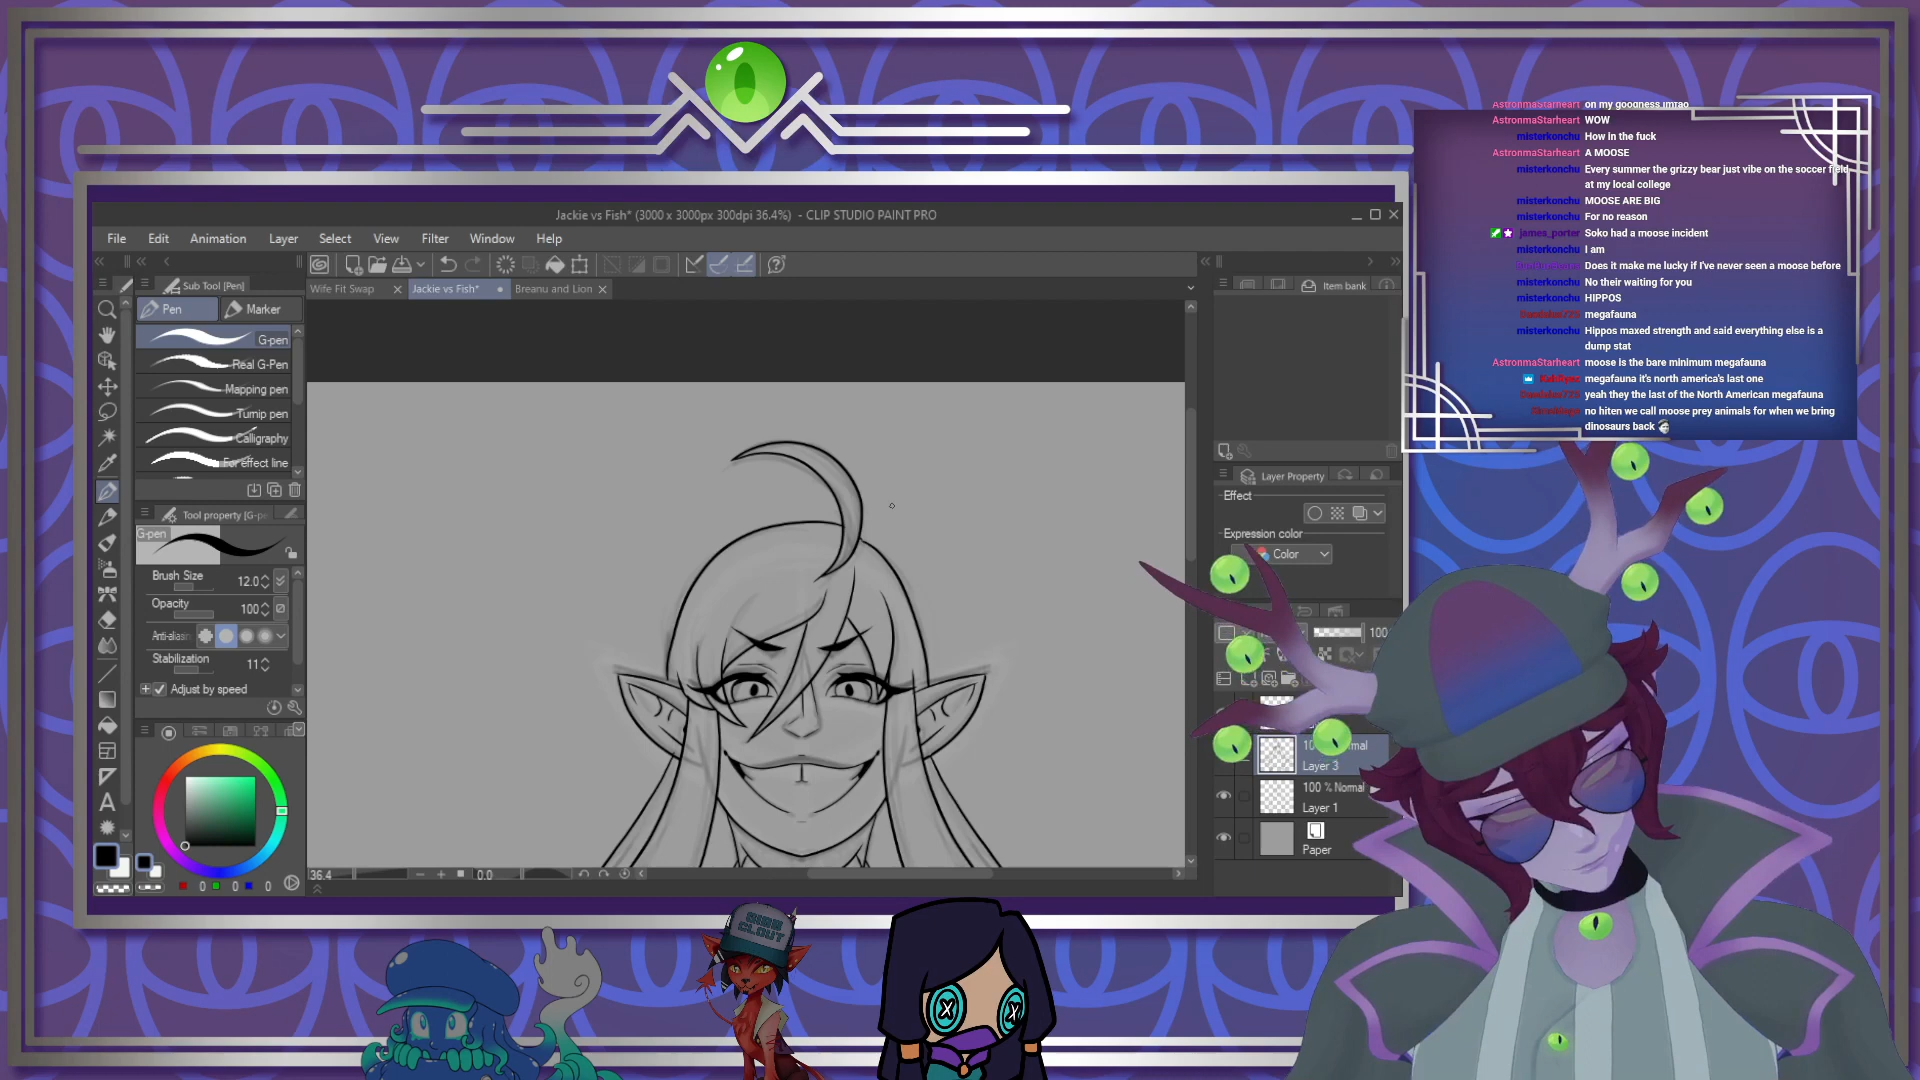 Jackie vs Fish* (3000 x 3000px 300dpi 36.4%) - CLIP STUDIO PAINT PRO
File Edit Animation Layer Select View Filter Window Help
Sub Tool [Pen]
Wife Fit Swap Jackie vs Fish* Breanu and Lion
Pen Marker
G-pen
Real G-Pen
Mapping pen
Turnip pen
Calligraphy
For effect line
Tool property [G-pe
G-pen
Brush Size 12.0
Opacity 100
Anti-aliasin
Stabilization 11
Adjust by speed
0 0 0
36.4 0.0
Item bank
Layer Property
Effect
Expression color
Color
100
Layer 3
100 % Normal
Layer 1
Paper
AstronmaStarheart oh my goodness lmfao
AstronmaStarheart WOW
misterkonchu How in the fuck
AstronmaStarheart A MOOSE
misterkonchu Every summer the grizzy bear just vibe on the soccer field
at my local college
misterkonchu MOOSE ARE BIG
misterkonchu For no reason
james_porter Soko had a moose incident
misterkonchu I am
Does it make me lucky if I've never seen a moose before
misterkonchu No their waiting for you
misterkonchu HIPPOS
megafauna
misterkonchu Hippos maxed strength and said everything else is a
dump stat
AstronmaStarheart moose is the bare minimum megafauna
megafauna it's north america's last one
yeah they the last of the North American megafauna
no hiten we call moose prey animals for when we bring
dinosaurs back
CLOUT